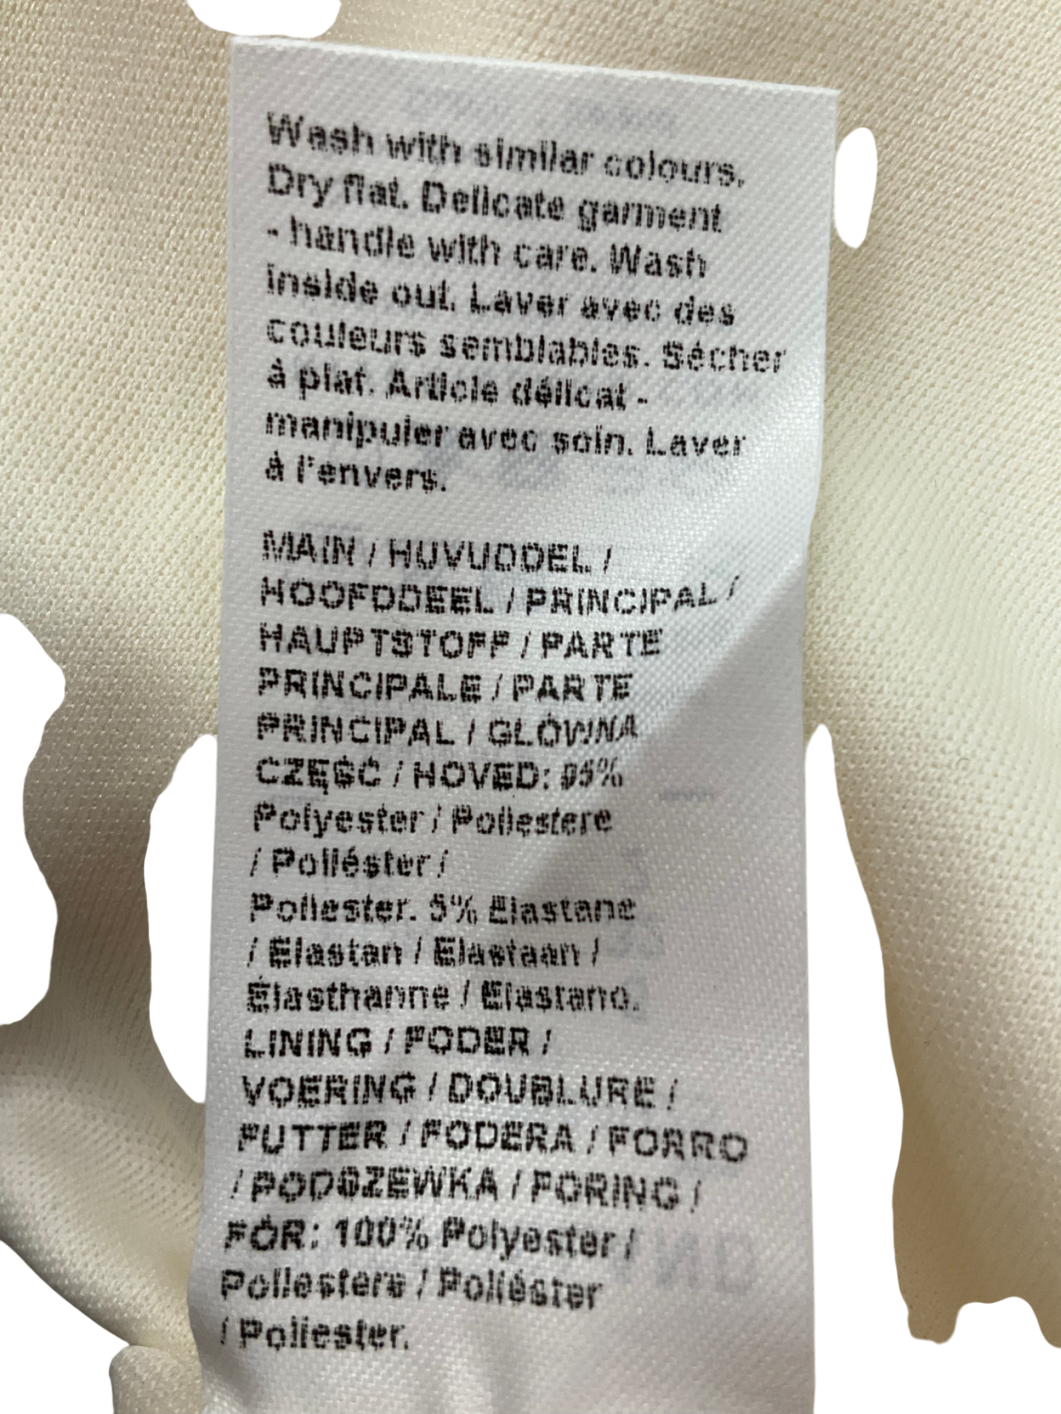 Wash with similar colours.
Dry flat. Delicate garment
- handle with care. Wash
inside out. Laver avec des
couleurs semblables. Sécher
à plat. Article délicat -
manipuler avec soin. Laver
à l'envers.
MAIN / HUVUDDEL /
HOOFDDEEL / PRINCIPAL /
HAUPTSTOFF / PARTE
PRINCIPALE / PARTE
PRINCIPAL / GLÓWNA
CZĘŚĆ / HOVED: 95%
Polyester / Poliestere
/ Poliéster /
Poliester. 5% Elastane
/ Elastan / Elastaan /
Élasthanne / Elastano.
LINING / FODER /
VOERING / DOUBLURE /
FUTTER / FODERA / FORRO
/ PODSZEWKA / FORING /
FÓR: 100% Polyester /
Poliestere / Poliéster
/ Poliester.